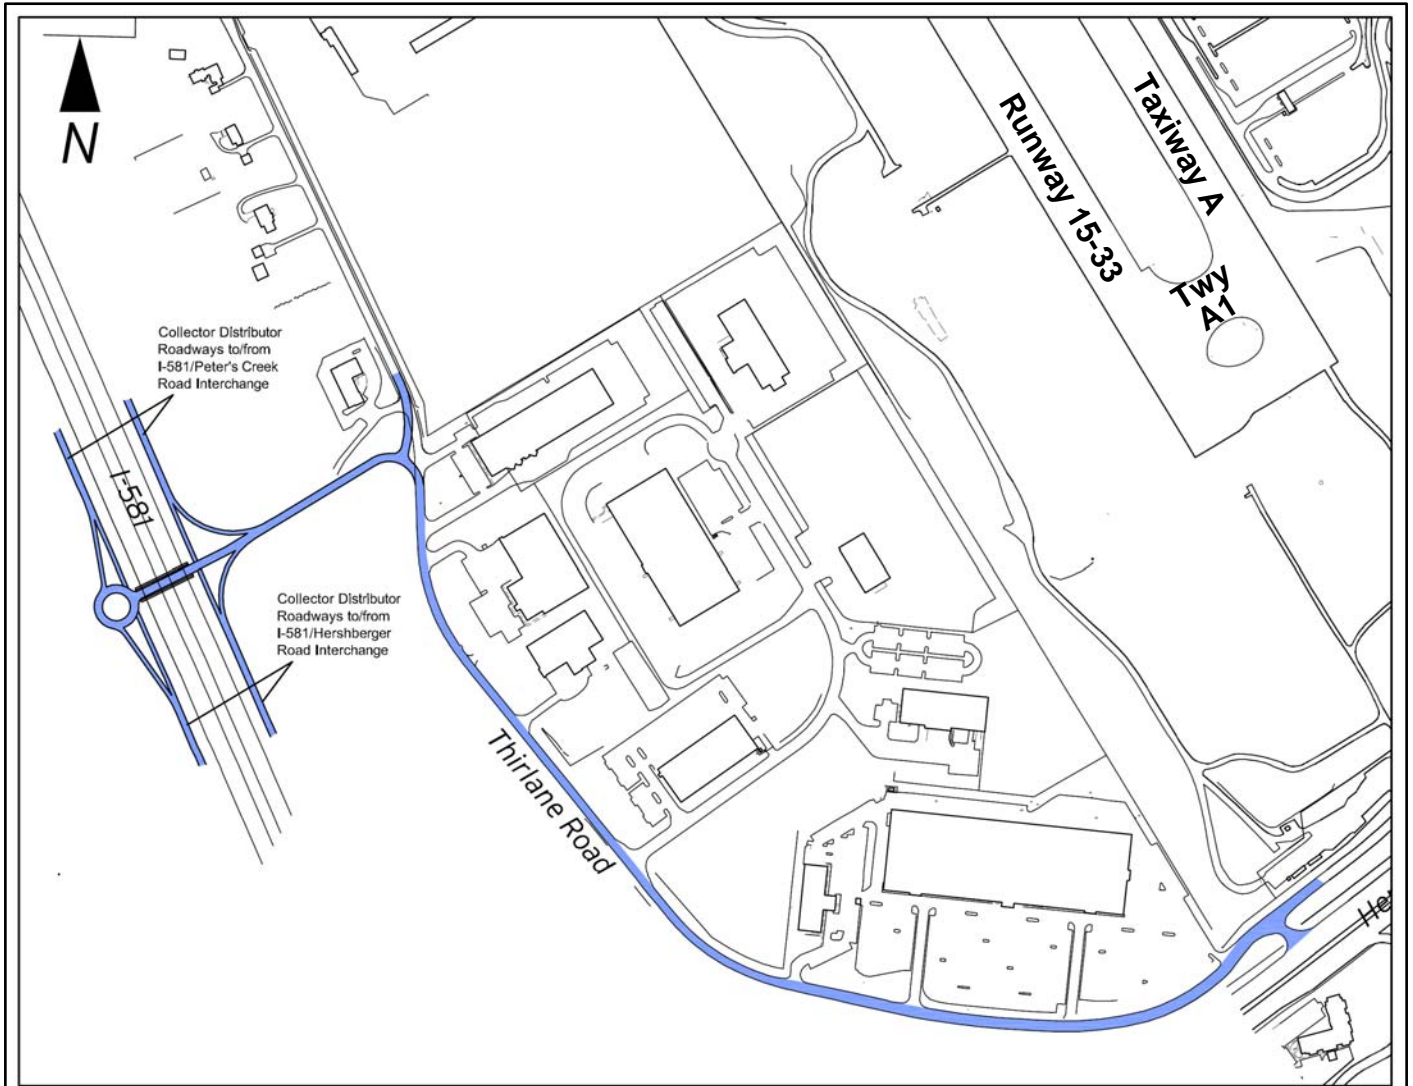 N
Runway 15-33
Taxiway A
Twy
A1
Collector Distributor
Roadways to/from
I-581/Peter's Creek
Road Interchange
I-581
Collector Distributor
Roadways to/from
I-581/Hershberger
Road Interchange
Thirlane Road
He